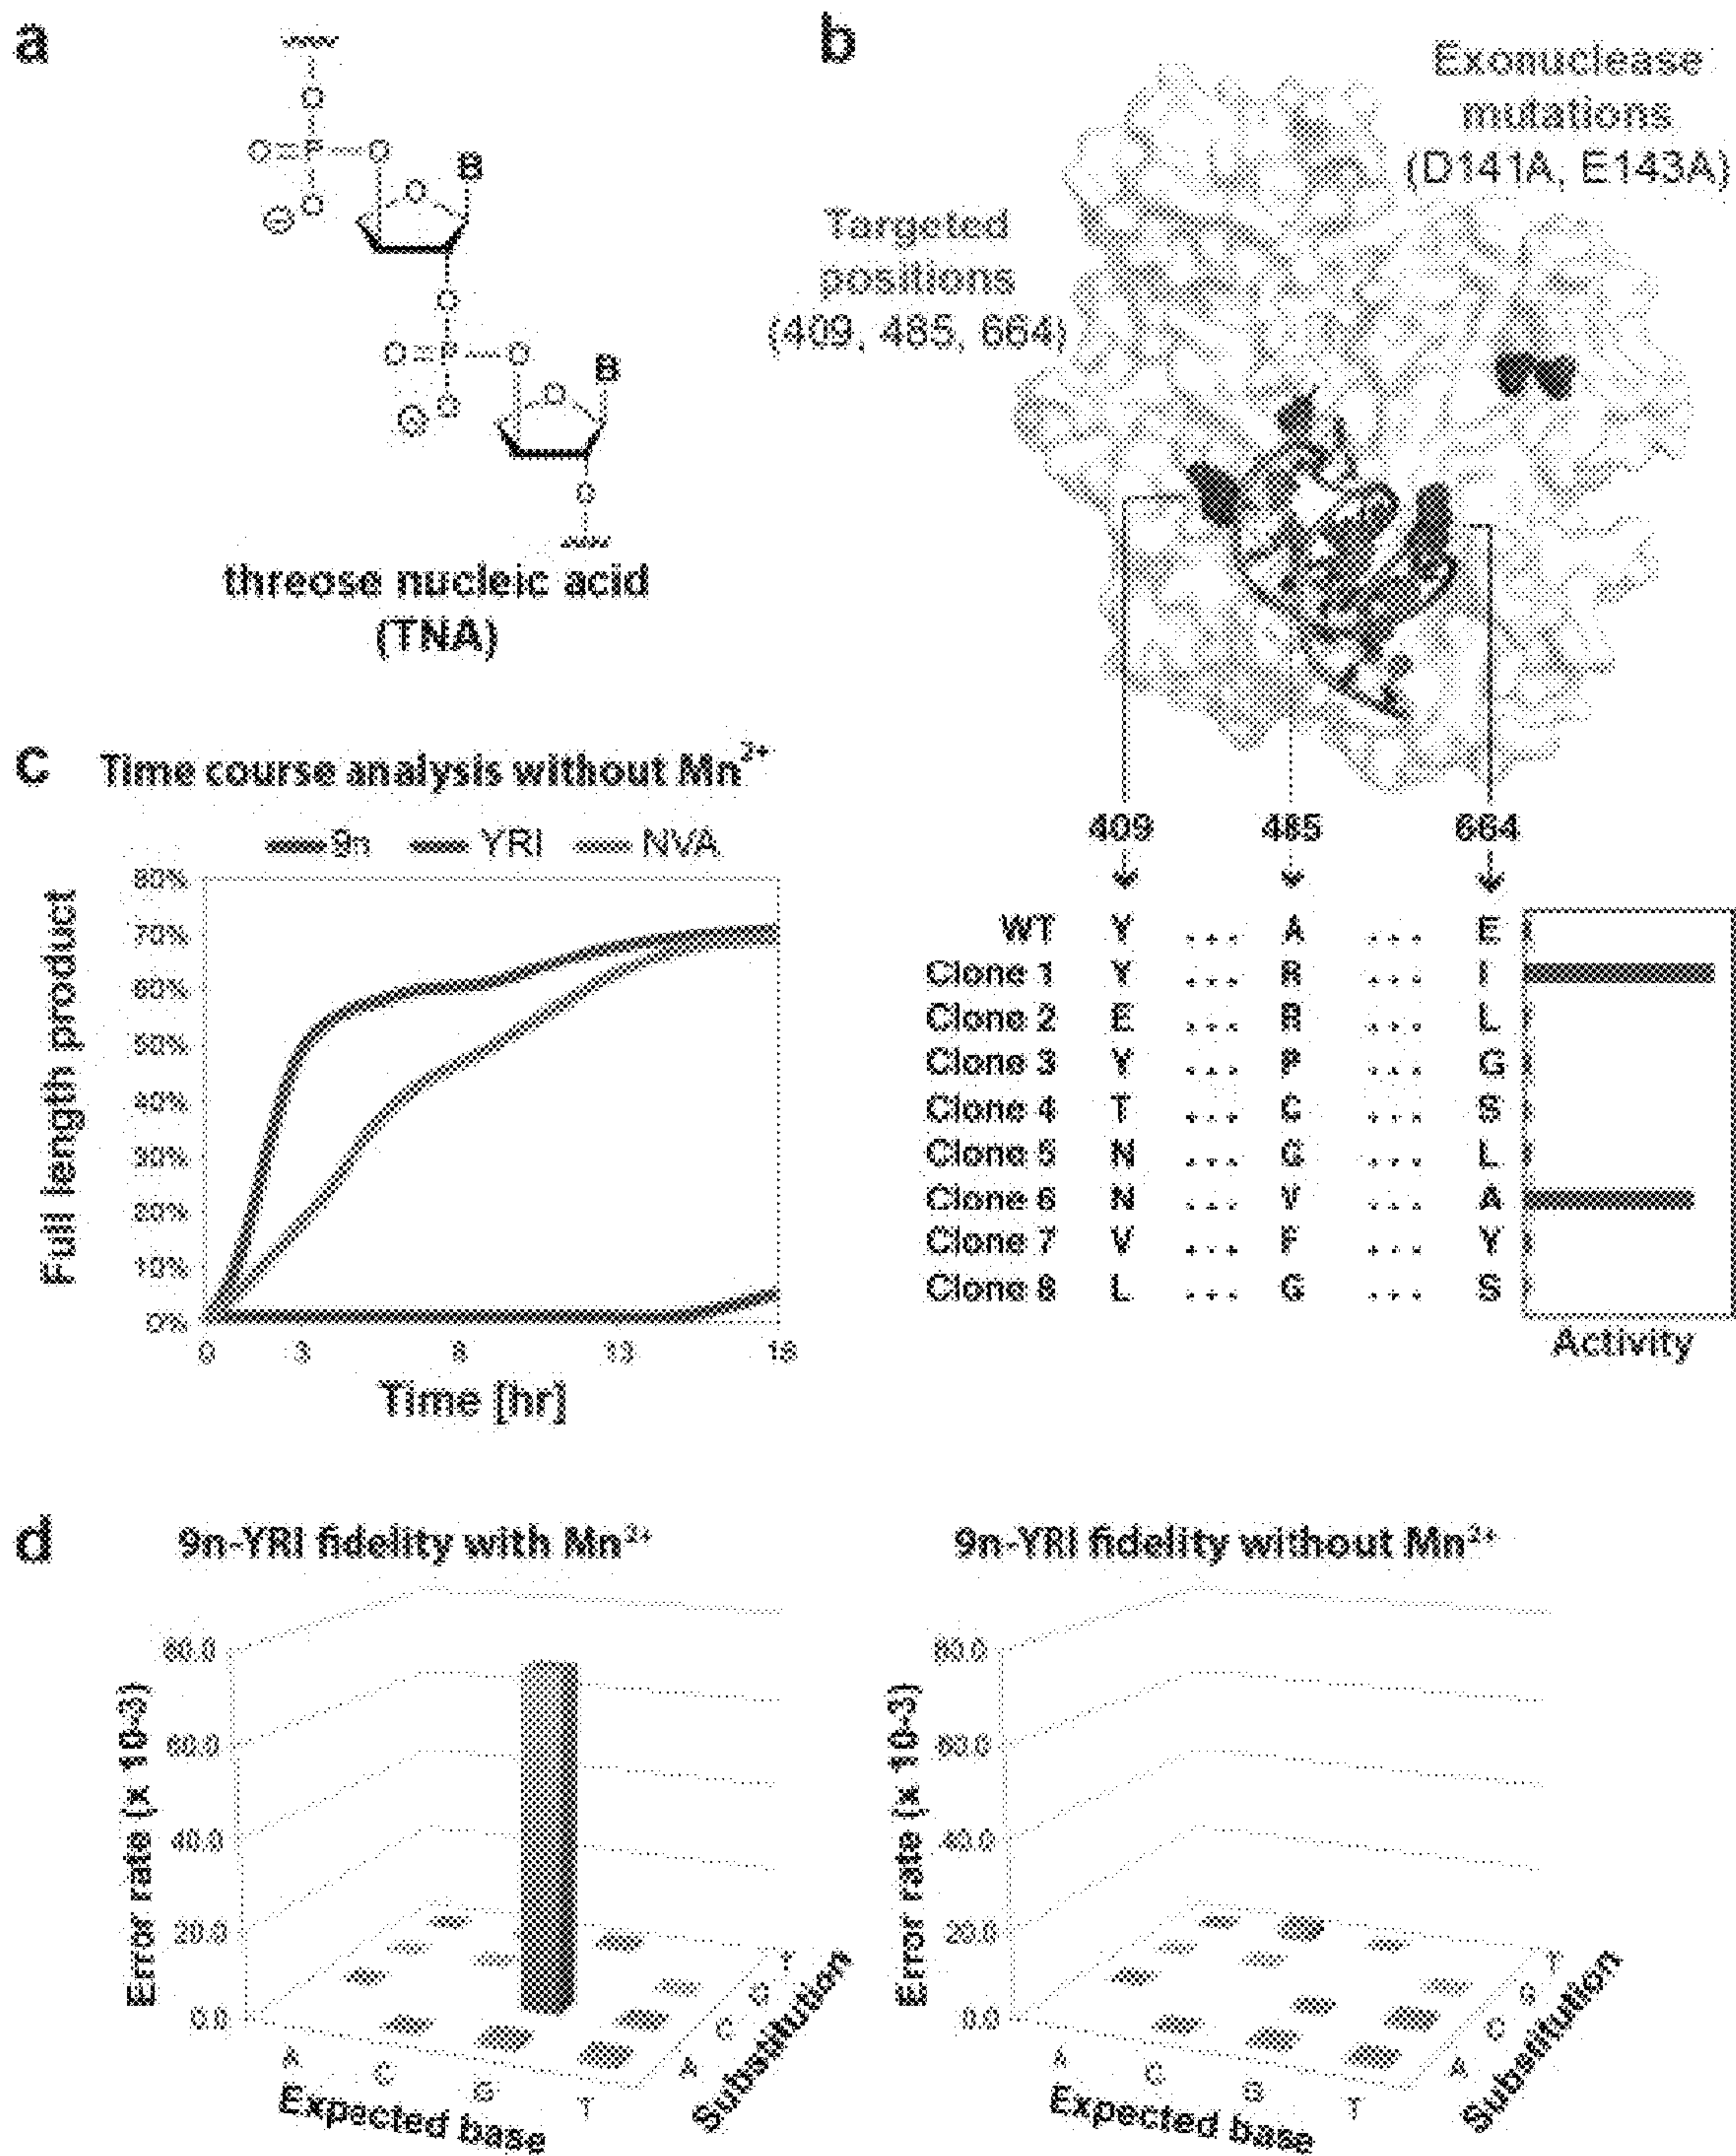 a
O
O=P-O
B
O
O
⊖
O
O=P-O
B
O
O
⊖
O
threose nucleic acid
(TNA)
b
Exonuclease
mutations
(D141A, E143A)
Targeted
positions
(409, 485, 664)
409 485 664
WT Y ... A ... E
Clone 1 Y ... R ... I
Clone 2 E ... R ... L
Clone 3 Y ... P ... G
Clone 4 T ... C ... S
Clone 5 N ... G ... L
Clone 6 N ... V ... A
Clone 7 V ... F ... Y
Clone 8 L ... G ... S
Activity
c
Time course analysis without Mn2+
9n YRI NVA
Full length product
80%
70%
60%
50%
40%
30%
20%
10%
0%
0 3 8 13 18
Time [hr]
d
9n-YRI fidelity with Mn2+
Error rate (x 10-3)
80.0
60.0
40.0
20.0
0.0
A C G T
Expected base
A C G T
Substitution
9n-YRI fidelity without Mn2+
Error rate (x 10-3)
80.0
60.0
40.0
20.0
0.0
A C G T
Expected base
A C G T
Substitution